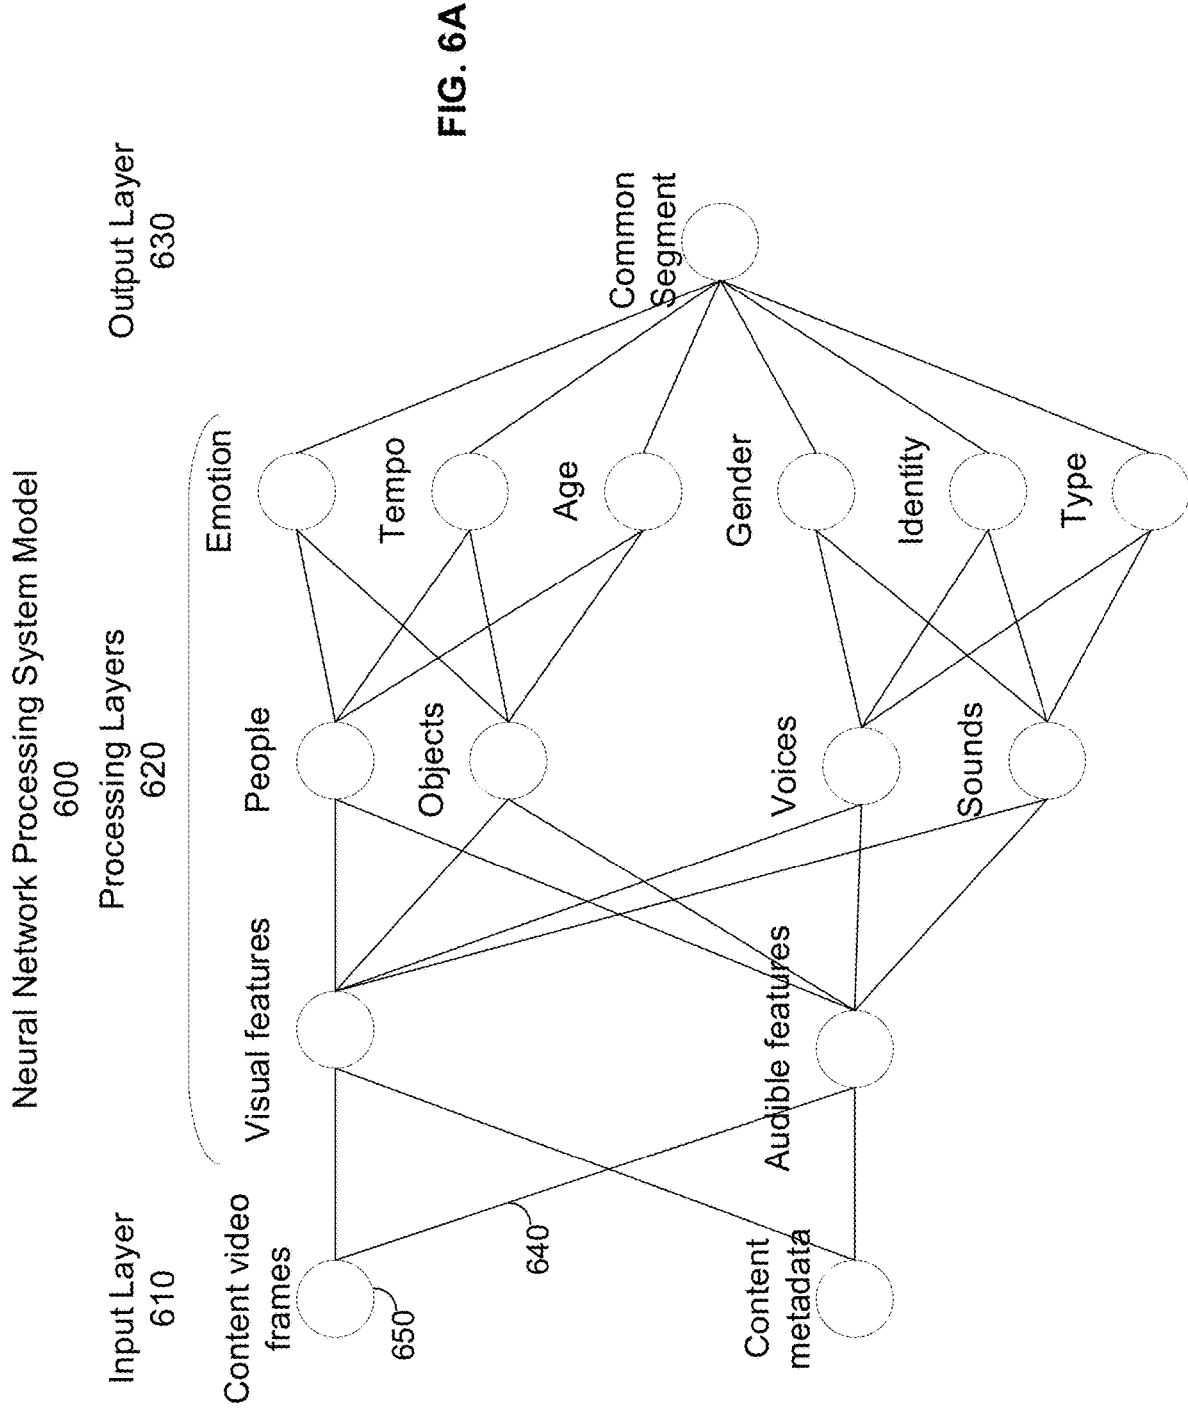 Neural Network Processing System Model
600
Input Layer
610
Processing Layers
620
Output Layer
630
Content video
frames
Visual features
People
Emotion
650
Objects
Tempo
640
Age
Common
Segment
Content
metadata
Audible features
Voices
Gender
Sounds
Identity
Type
FIG. 6A